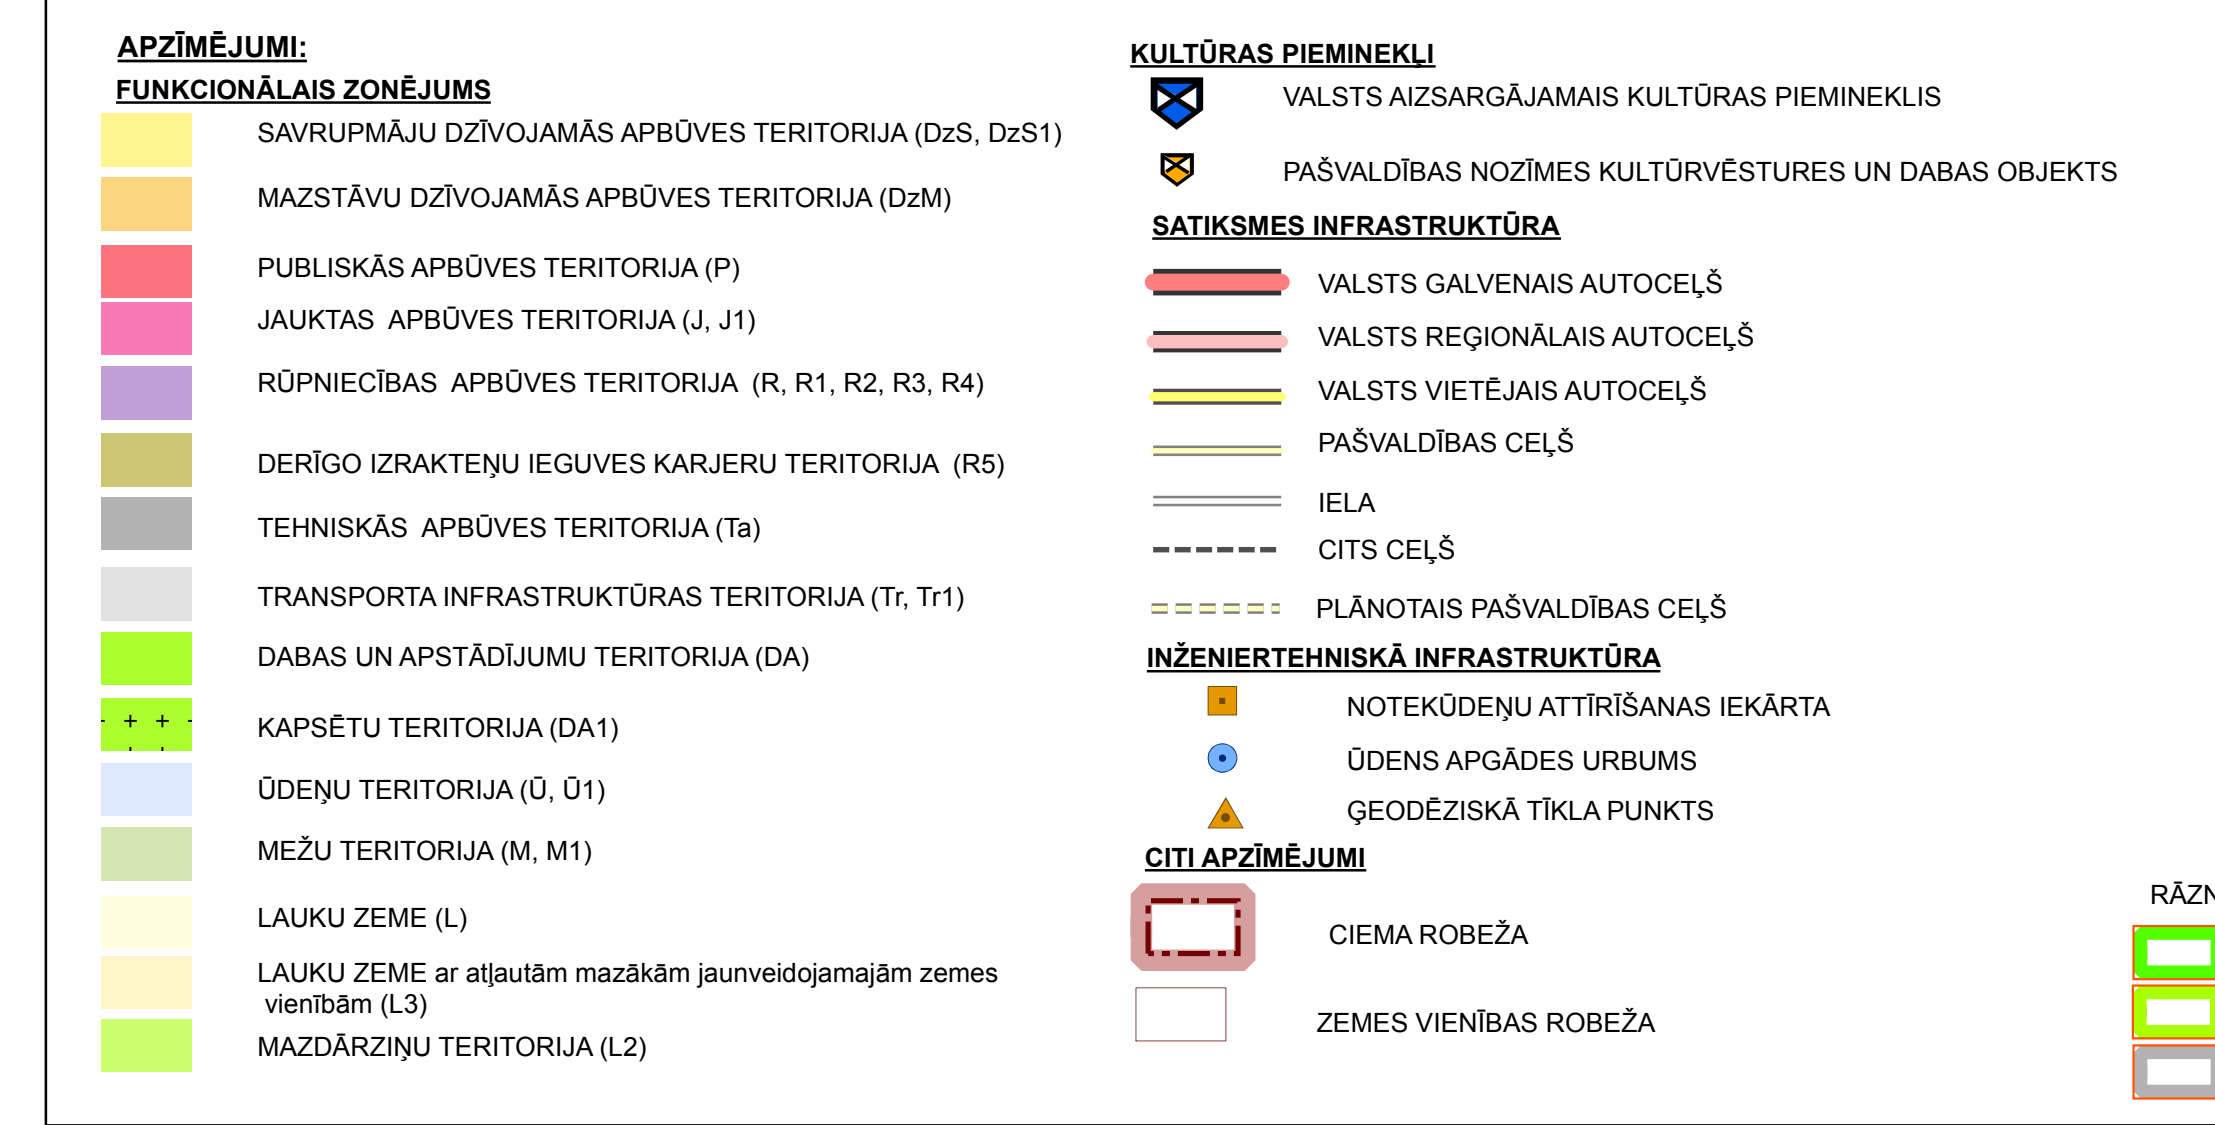 APZĪMĒJUMI:
FUNKCIONĀLAIS ZONĒJUMS
SAVRUPMĀJU DZĪVOJAMĀS APBŪVES TERITORIJA (DzS, DzS1)
MAZSTĀVU DZĪVOJAMĀS APBŪVES TERITORIJA (DzM)
PUBLISKĀS APBŪVES TERITORIJA (P)
JAUKTAS APBŪVES TERITORIJA (J, J1)
RŪPNIECĪBAS APBŪVES TERITORIJA (R, R1, R2, R3, R4)
DERĪGO IZRAKTEŅU IEGUVES KARJERU TERITORIJA (R5)
TEHNISKĀS APBŪVES TERITORIJA (Ta)
TRANSPORTA INFRASTRUKTŪRAS TERITORIJA (Tr, Tr1)
DABAS UN APSTĀDĪJUMU TERITORIJA (DA)
KAPSĒTU TERITORIJA (DA1)
ŪDEŅU TERITORIJA (Ū, Ū1)
MEŽU TERITORIJA (M, M1)
LAUKU ZEME (L)
LAUKU ZEME ar atļautām mazākām jaunveidojamajām zemes
vienībām (L3)
MAZDĀRZIŅU TERITORIJA (L2)
KULTŪRAS PIEMINEKĻI
VALSTS AIZSARGĀJAMAIS KULTŪRAS PIEMINEKLIS
PAŠVALDĪBAS NOZĪMES KULTŪRVĒSTURES UN DABAS OBJEKTS
SATIKSMES INFRASTRUKTŪRA
VALSTS GALVENAIS AUTOCEĻŠ
VALSTS REĢIONĀLAIS AUTOCEĻŠ
VALSTS VIETĒJAIS AUTOCEĻŠ
PAŠVALDĪBAS CEĻŠ
IELA
CITS CEĻŠ
PLĀNOTAIS PAŠVALDĪBAS CEĻŠ
INŽENIERTEHNISKĀ INFRASTRUKTŪRA
NOTEKŪDEŅU ATTĪRĪŠANAS IEKĀRTA
ŪDENS APGĀDES URBUMS
ĢEODĒZISKĀ TĪKLA PUNKTS
CITI APZĪMĒJUMI
CIEMA ROBEŽA
ZEMES VIENĪBAS ROBEŽA